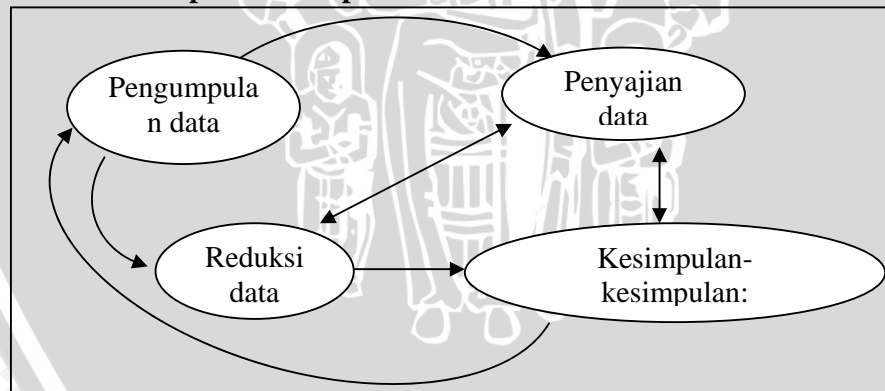 Pengumpula
n data
Penyajian
data
Reduksi
data
Kesimpulan-
kesimpulan: